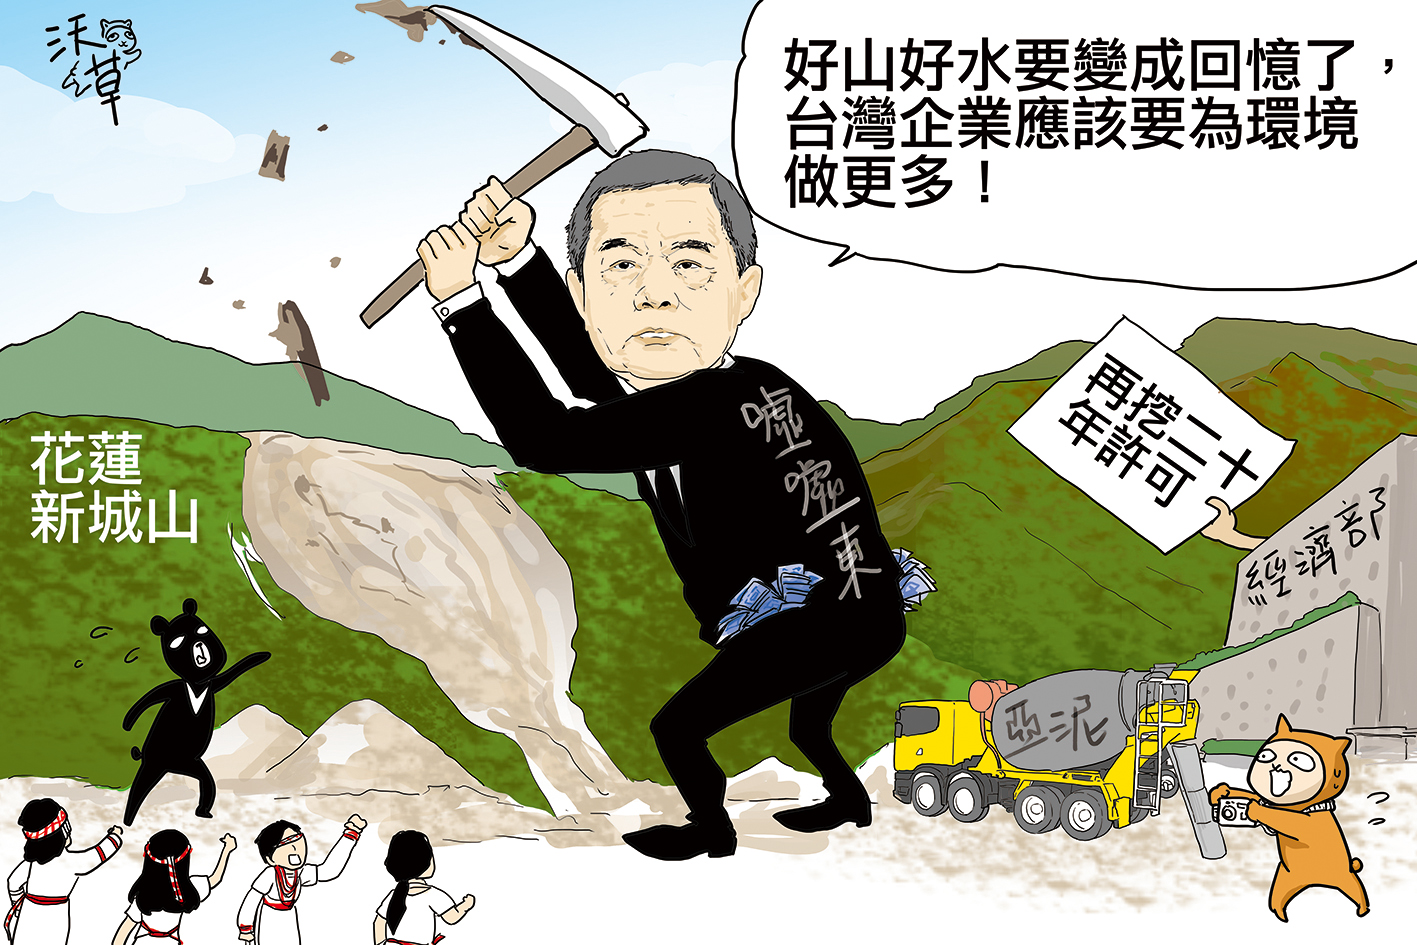 沃草
好山好水要變成回憶了，
台灣企業應該要為環境
做更多！
再挖二十
年許可
花蓮
新城山
噓噓東
經濟部
亞泥